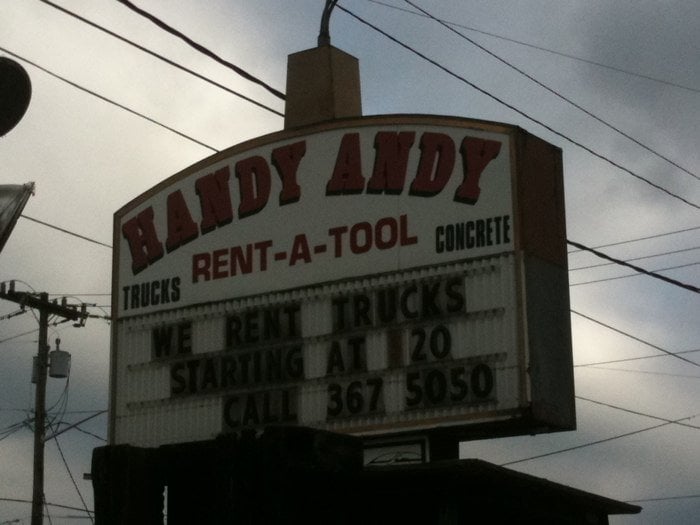 HANDY ANDY
RENT-A-TOOL
TRUCKS
CONCRETE
WE RENT TRUCKS
STARTING AT 20
CALL 367 5050